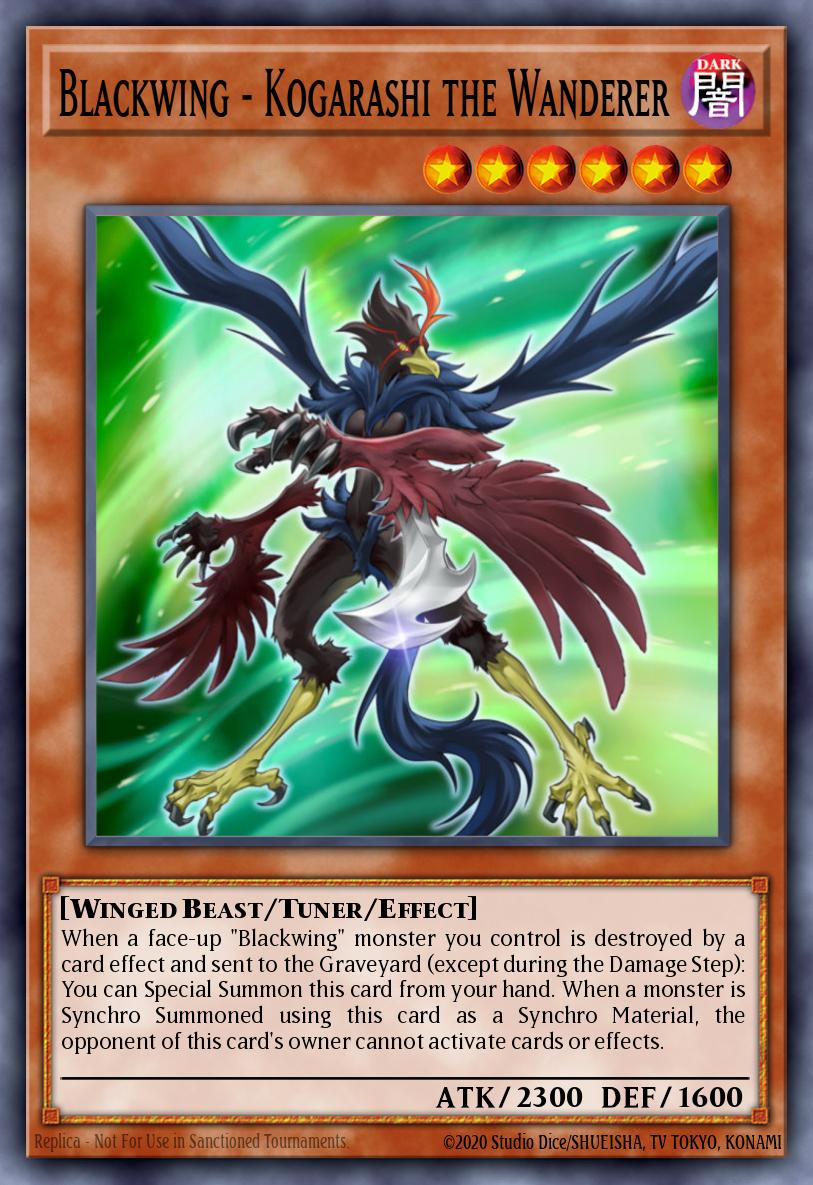 Blackwing - Kogarashi the Wanderer
DARK
闇
[Winged Beast/Tuner/Effect]
When a face-up "Blackwing" monster you control is destroyed by a
card effect and sent to the Graveyard (except during the Damage Step):
You can Special Summon this card from your hand. When a monster is
Synchro Summoned using this card as a Synchro Material, the
opponent of this card's owner cannot activate cards or effects.
ATK/2300 DEF/1600
Replica - Not For Use in Sanctioned Tournaments.
©2020 Studio Dice/SHUEISHA, TV TOKYO, KONAMI